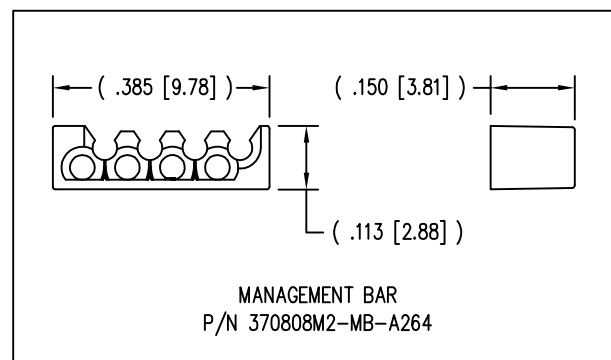 ( .385 [9.78] )
( .150 [3.81] )
( .113 [2.88] )
MANAGEMENT BAR
P/N 370808M2-MB-A264